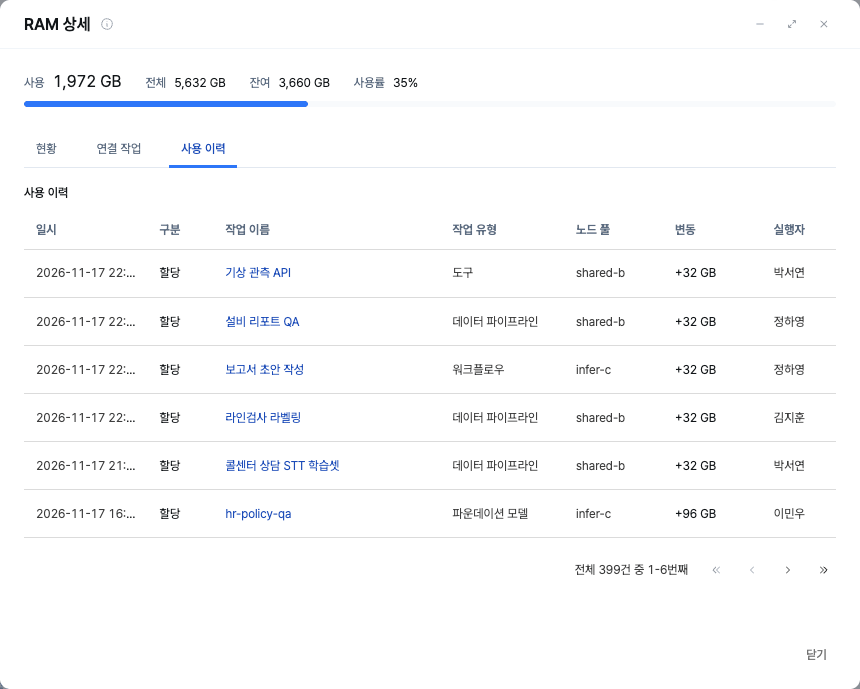 RAM 상세
사용 1,972 GB 전체 5,632 GB 잔여 3,660 GB 사용률 35%
현황 연결 작업 사용 이력
사용 이력
일시 구분 작업 이름 작업 유형 노드 풀 변동 실행자
2026-11-17 22:... 할당 기상 관측 API 도구 shared-b +32 GB 박서연
2026-11-17 22:... 할당 설비 리포트 QA 데이터 파이프라인 shared-b +32 GB 정하영
2026-11-17 22:... 할당 보고서 초안 작성 워크플로우 infer-c +32 GB 정하영
2026-11-17 22:... 할당 라인검사 라벨링 데이터 파이프라인 shared-b +32 GB 김지훈
2026-11-17 21:... 할당 콜센터 상담 STT 학습셋 데이터 파이프라인 shared-b +32 GB 박서연
2026-11-17 16:... 할당 hr-policy-qa 파운데이션 모델 infer-c +96 GB 이민우
전체 399건 중 1-6번째
닫기